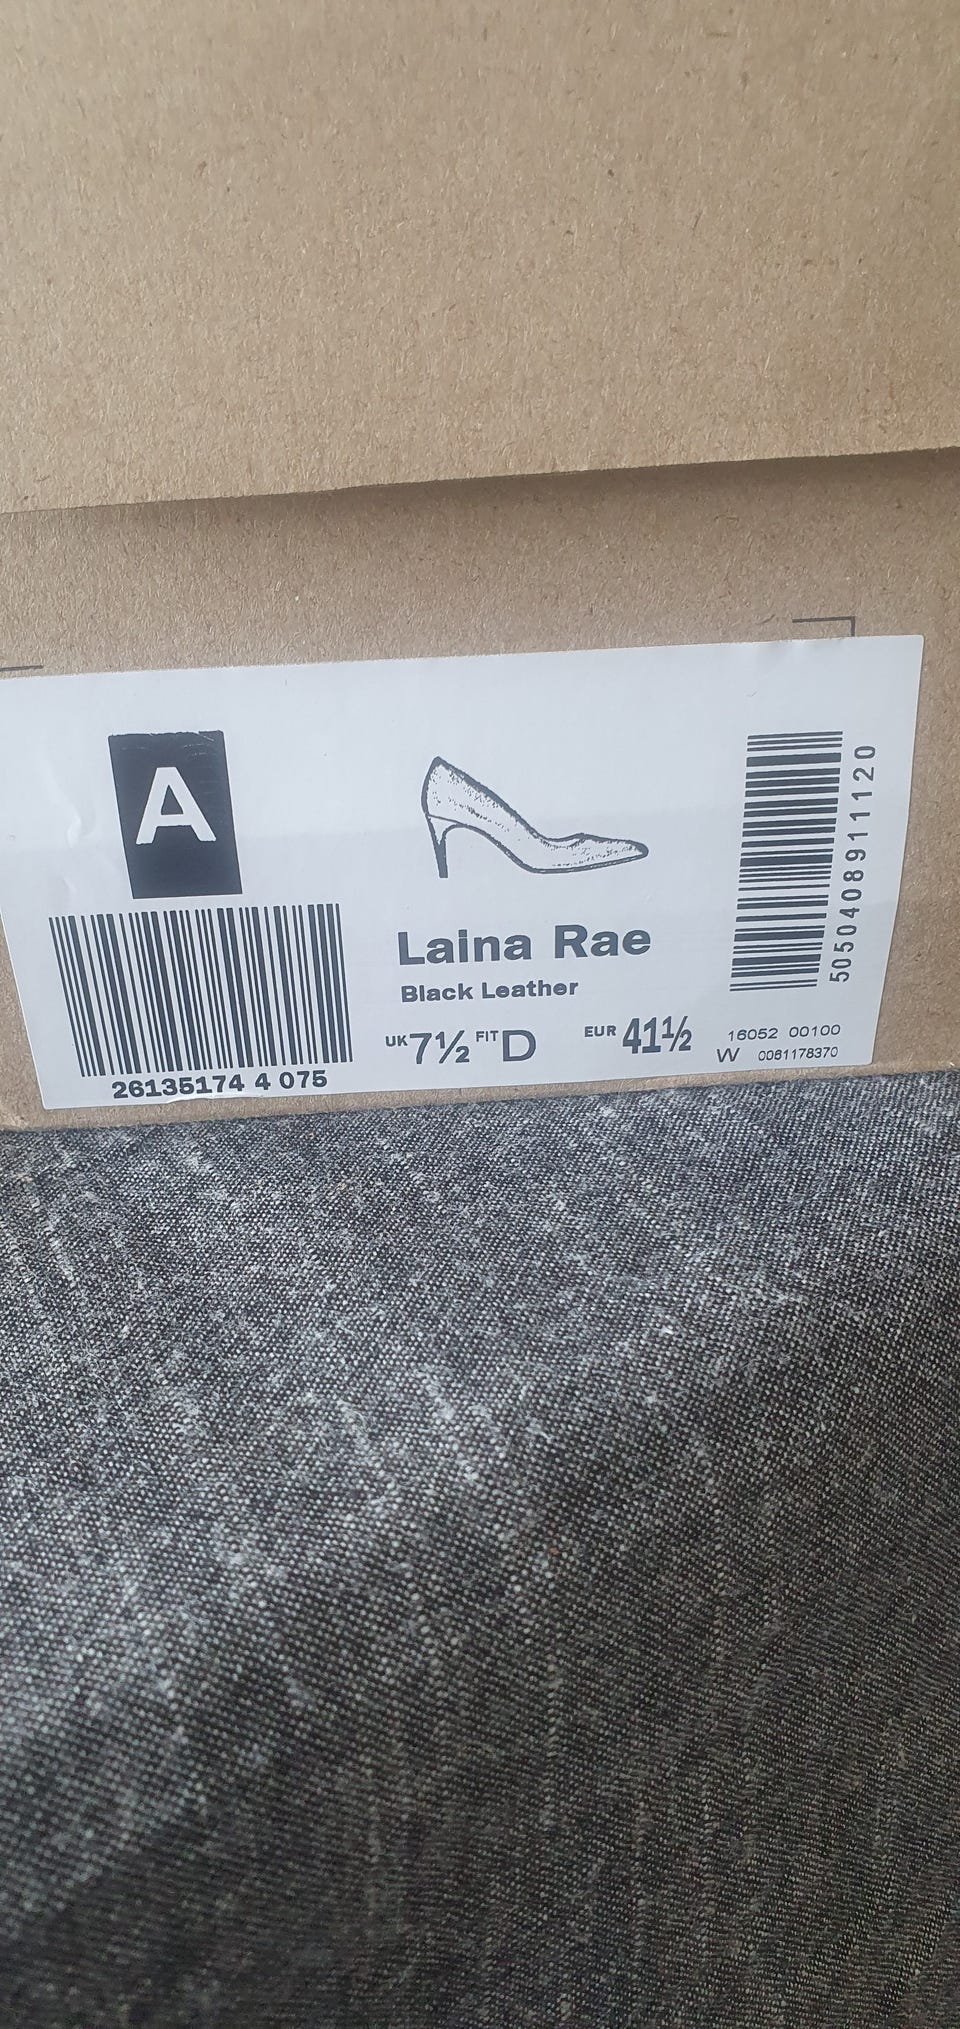 A
26135174 4 075
Laina Rae
Black Leather
UK 7½ FIT D EUR 41½
5050408911120
16052 00100
W 0061178370